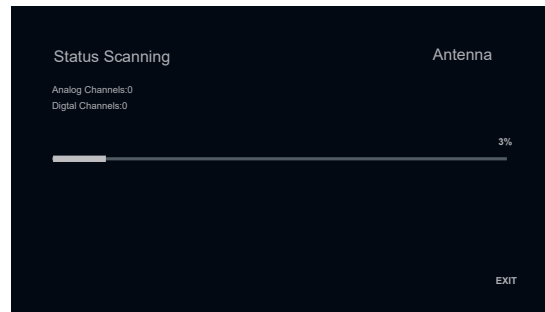 Status Scanning
Antenna
Analog Channels:0
Digtal Channels:0
3%
EXIT